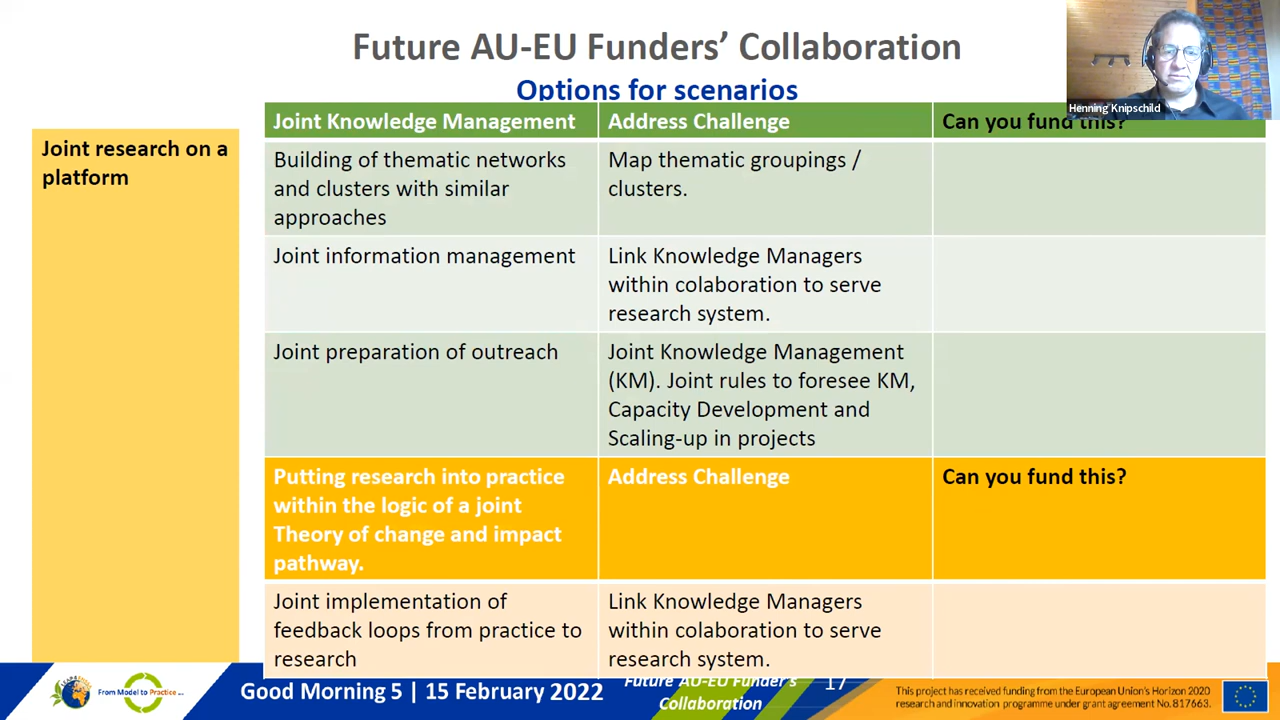 Future AU-EU Funders’ Collaboration
Options for scenarios
Henning Knipschild
Joint research on a
platform
Joint Knowledge Management
Address Challenge
Can you fund this?
Building of thematic networks
and clusters with similar
approaches
Map thematic groupings /
clusters.
Joint information management
Link Knowledge Managers
within colaboration to serve
research system.
Joint preparation of outreach
Joint Knowledge Management
(KM). Joint rules to foresee KM,
Capacity Development and
Scaling-up in projects
Putting research into practice
within the logic of a joint
Theory of change and impact
pathway.
Address Challenge
Can you fund this?
Joint implementation of
feedback loops from practice to
research
Link Knowledge Managers
within colaboration to serve
research system.
From Model to Practice
Good Morning 5 | 15 February 2022
Future AU-EU Funder's
Collaboration
17
This project has received funding from the European Union's Horizon 2020
research and innovation programme under grant agreement No. 817663.